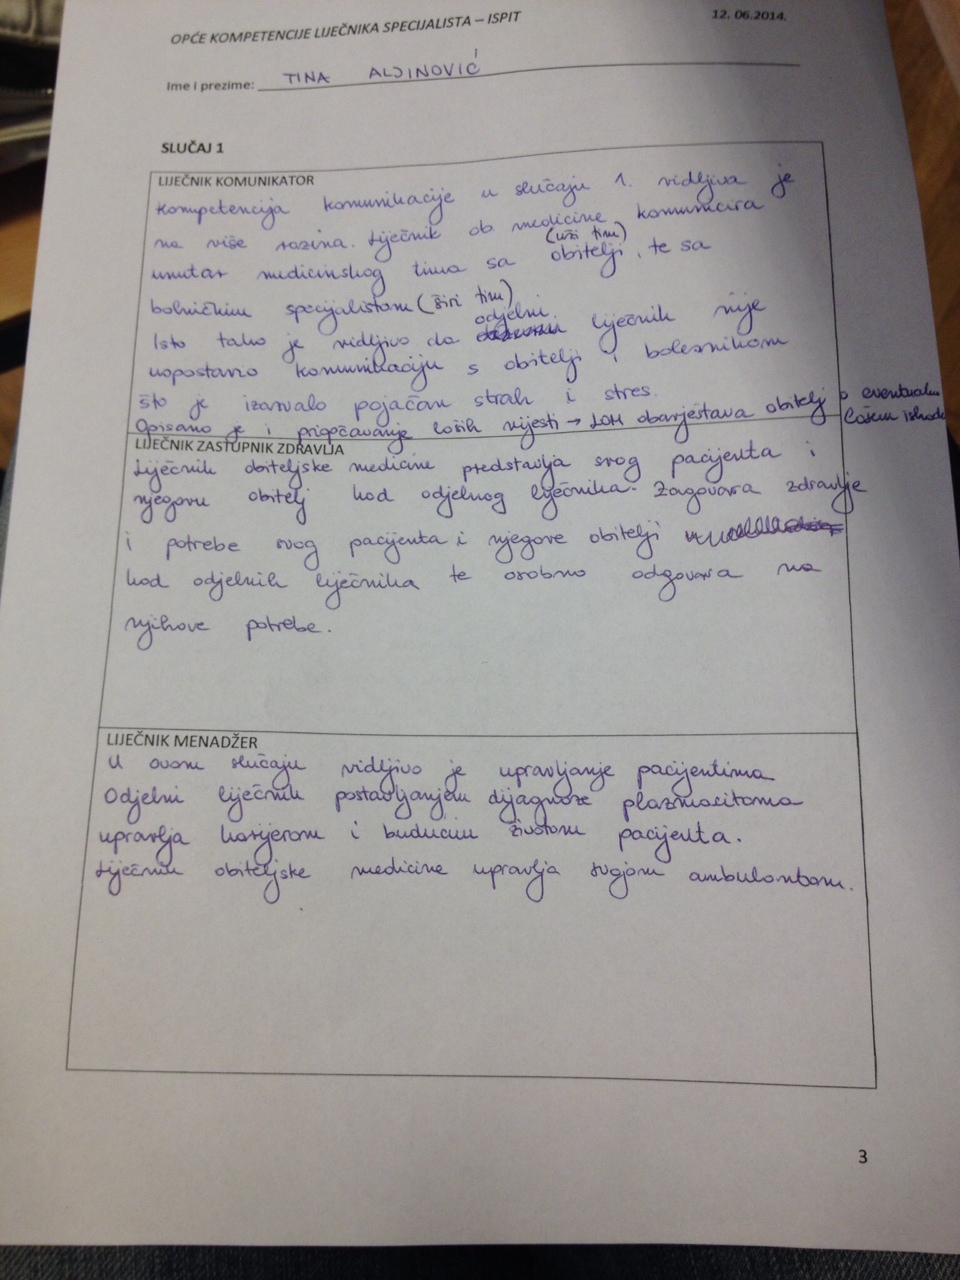 OPĆE KOMPETENCIJE LIJEČNIKA SPECIJALISTA – ISPIT
12. 06.2014.
Ime i prezime: TINA ALJINOVIĆ
SLUČAJ 1
LIJEČNIK KOMUNIKATOR
Kompetencija komunikacije u slučaju 1. vidljiva je
na više razina. Liječnik ob. medicine komunicira
(uži tim)
unutar medicinskog tima sa obitelji, te sa
bolničkim specijalistom (širi tim)
odjelni
Isto tako je vidljivo da liječnik nije
uspostavio komunikaciju s obitelji i bolesnikom
što je izazvalo pojačan strah i stres.
Opisano je i priopćavanje loših vijesti → LOM obavještava obitelj o eventualnom
lošem ishodu
LIJEČNIK ZASTUPNIK ZDRAVLJA
Liječnik obiteljske medicine predstavlja svog pacijenta i
njegovu obitelj kod odjelnog liječnika. Zagovara zdravlje
i potrebe svog pacijenta i njegove obitelji
kod odjelnih liječnika te osobno odgovara na
njihove potrebe.
LIJEČNIK MENADŽER
U ovom slučaju vidljivo je upravljanje pacijentima
Odjelni liječnik postavljanjem dijagnoze plazmocitoma
upravlja karijerom i budućim životom pacijenta.
Liječnik obiteljske medicine upravlja svojom ambulantom.
3